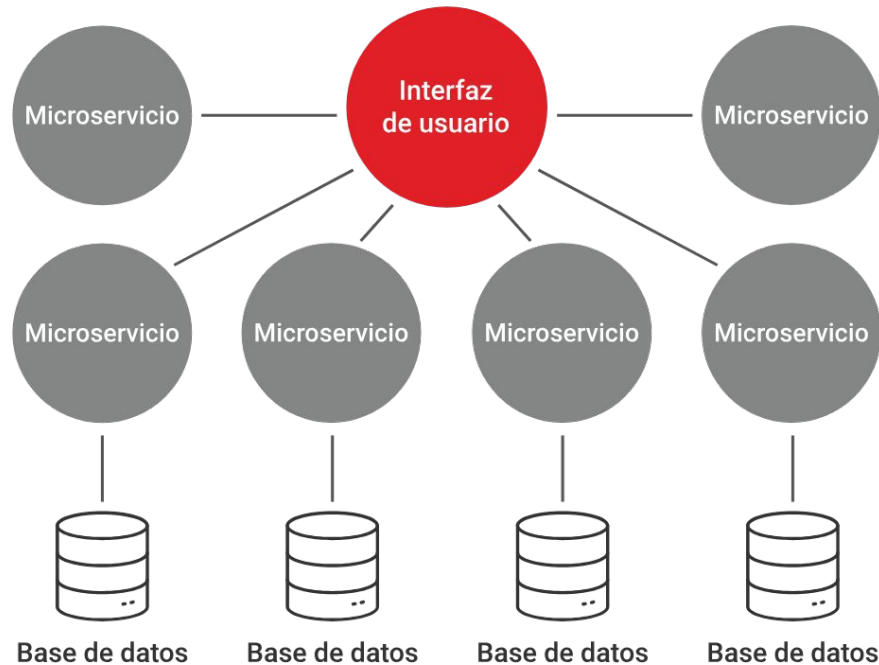 Microservicio
Interfaz
de usuario
Microservicio
Microservicio
Microservicio
Microservicio
Microservicio
Base de datos
Base de datos
Base de datos
Base de datos